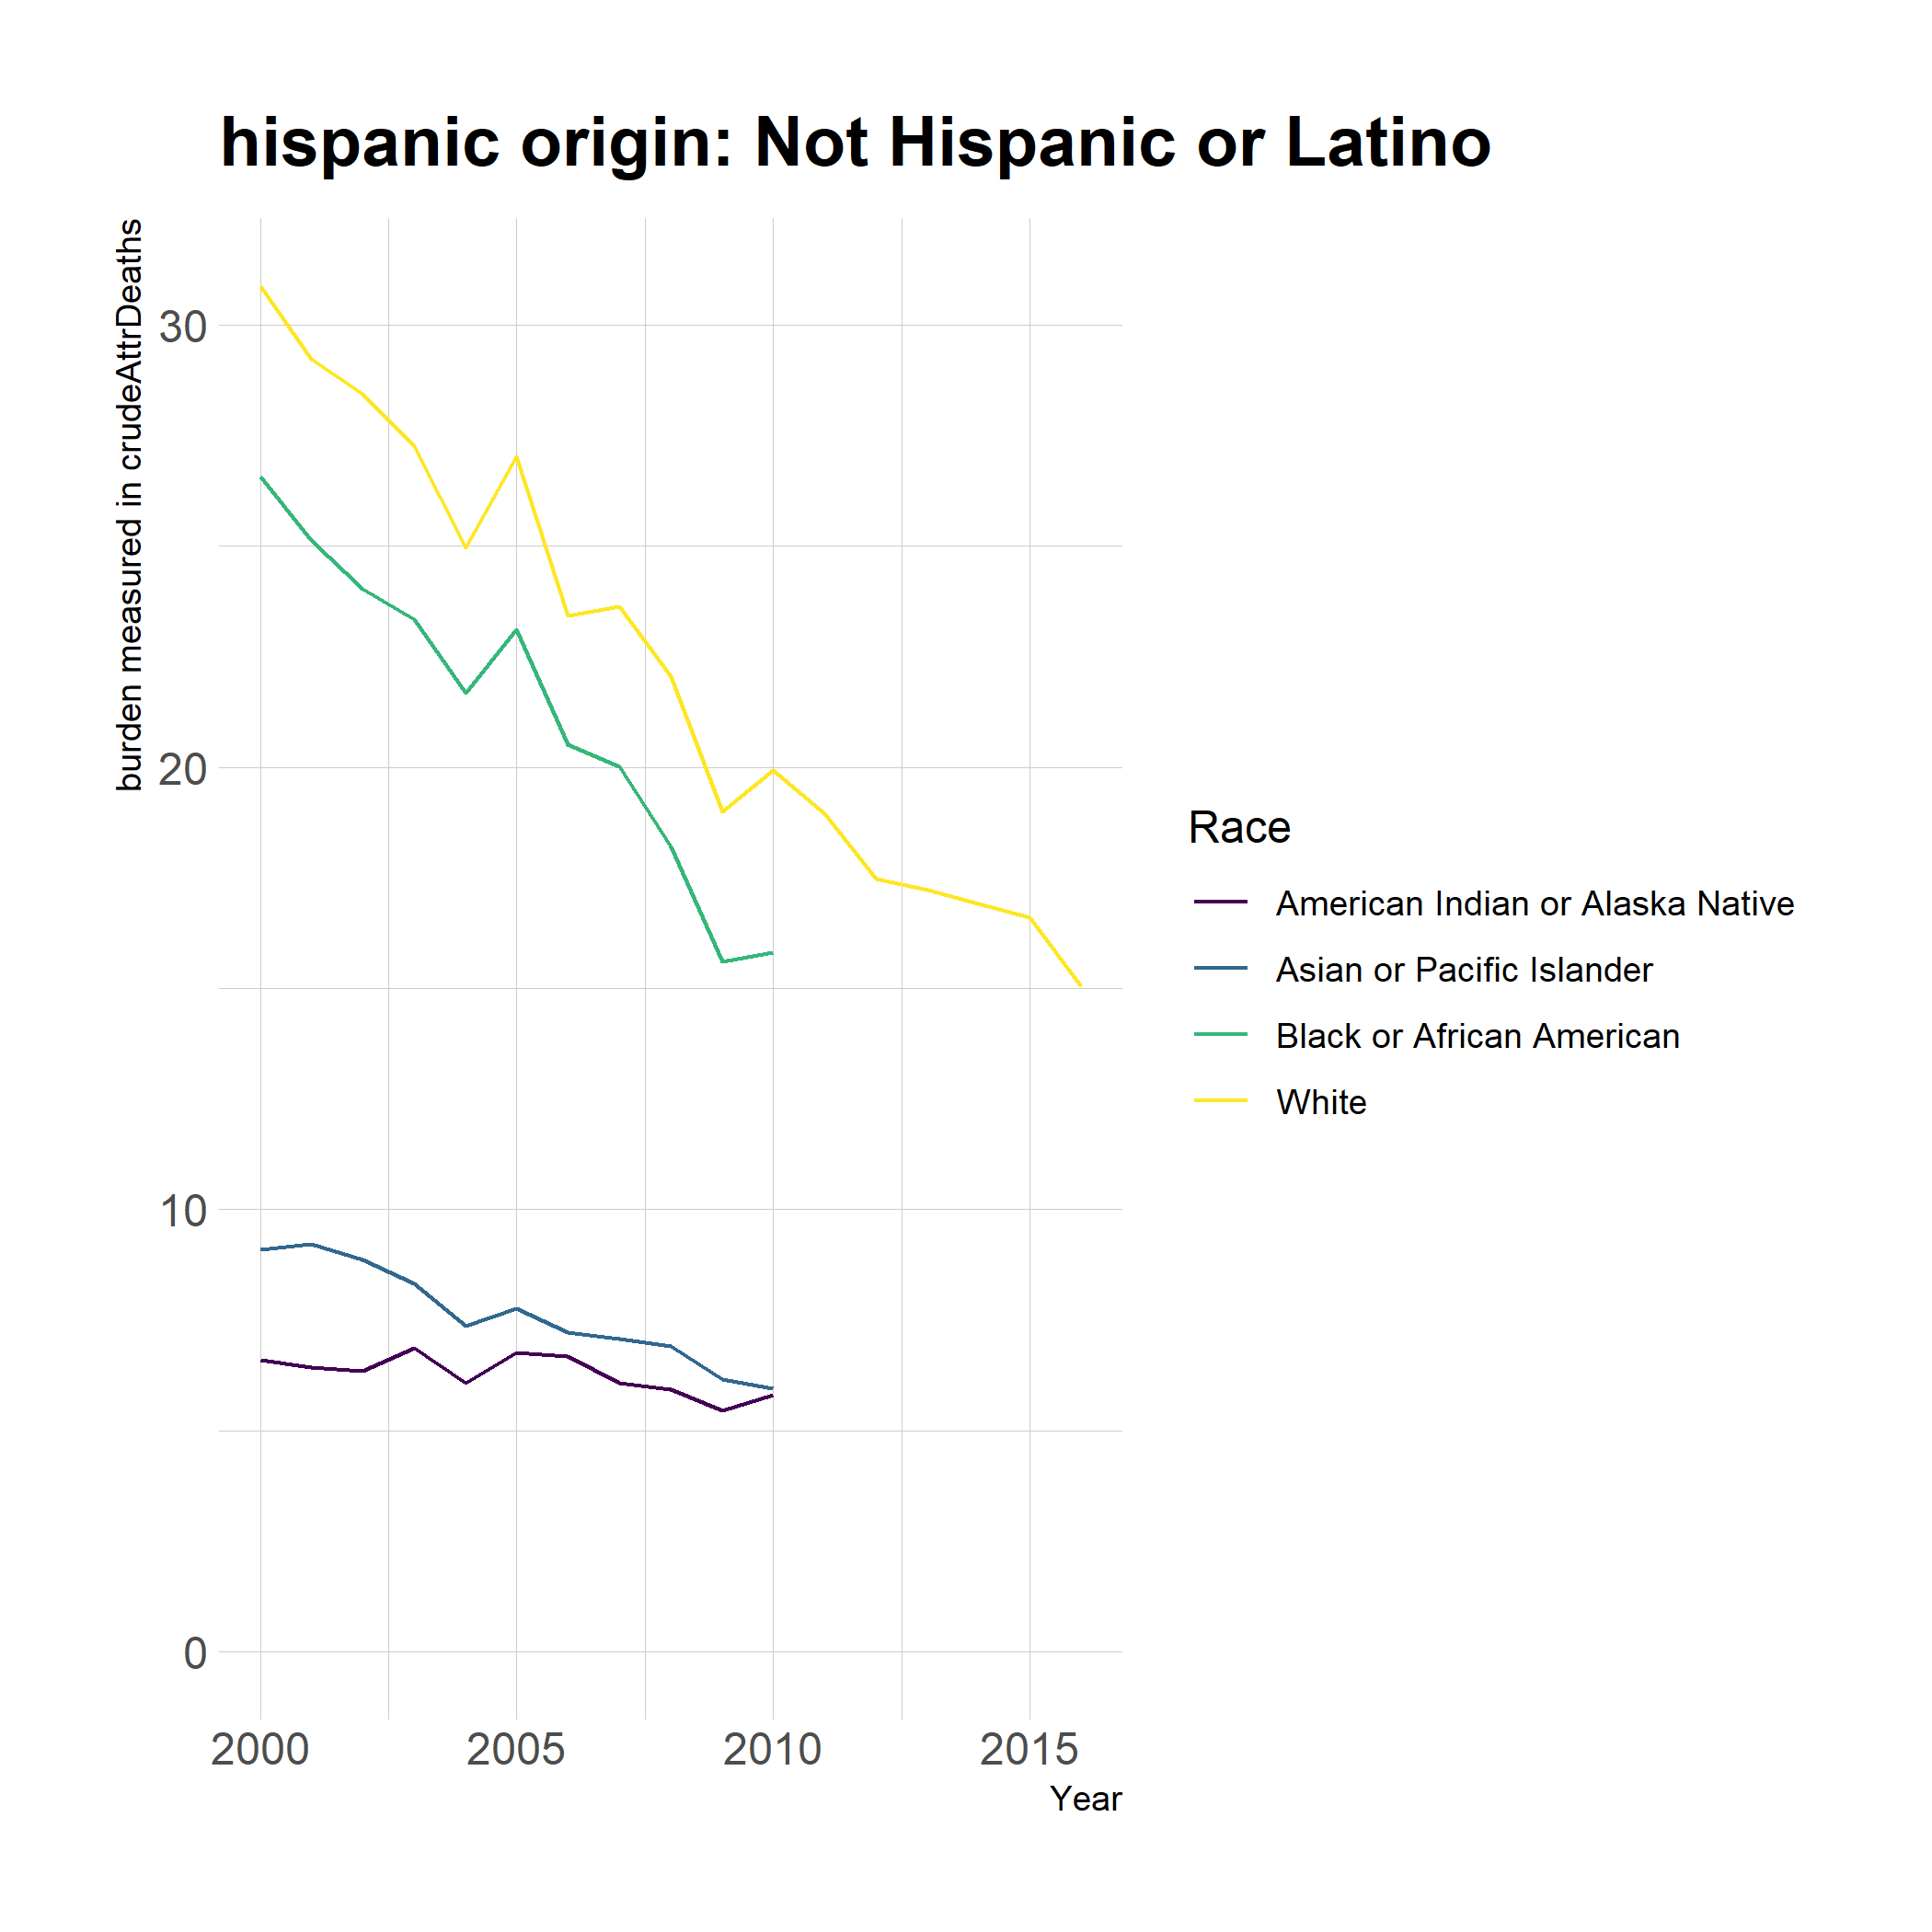 hispanic origin: Not Hispanic or Latino
burden measured in crudeAttrDeaths
30
20
10
0
2000 2005 2010 2015
Year
Race
American Indian or Alaska Native
Asian or Pacific Islander
Black or African American
White